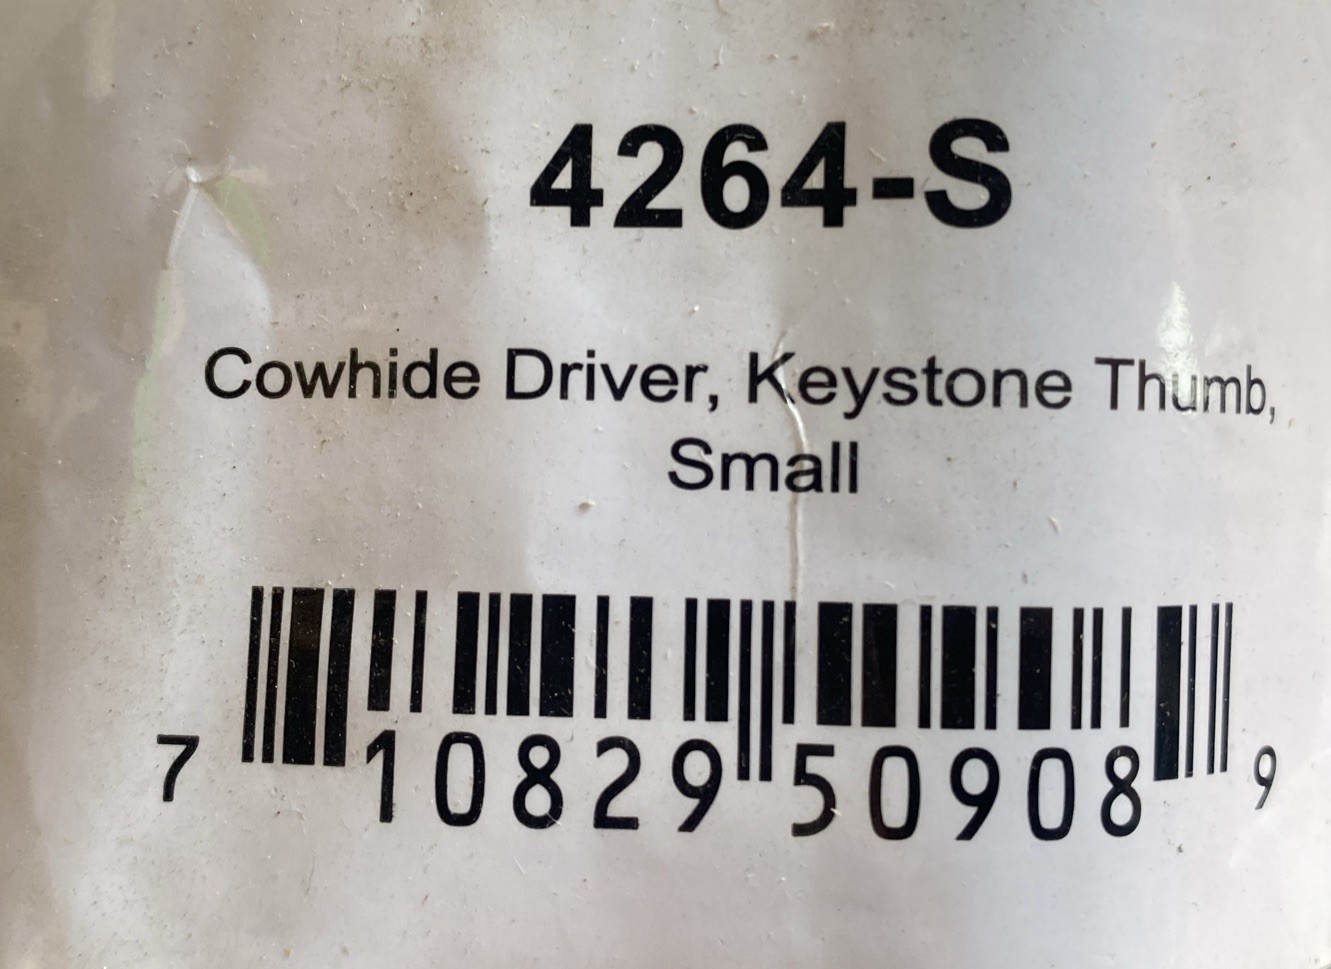 4264-S
Cowhide Driver, Keystone Thumb,
Small
7 10829 50908 9